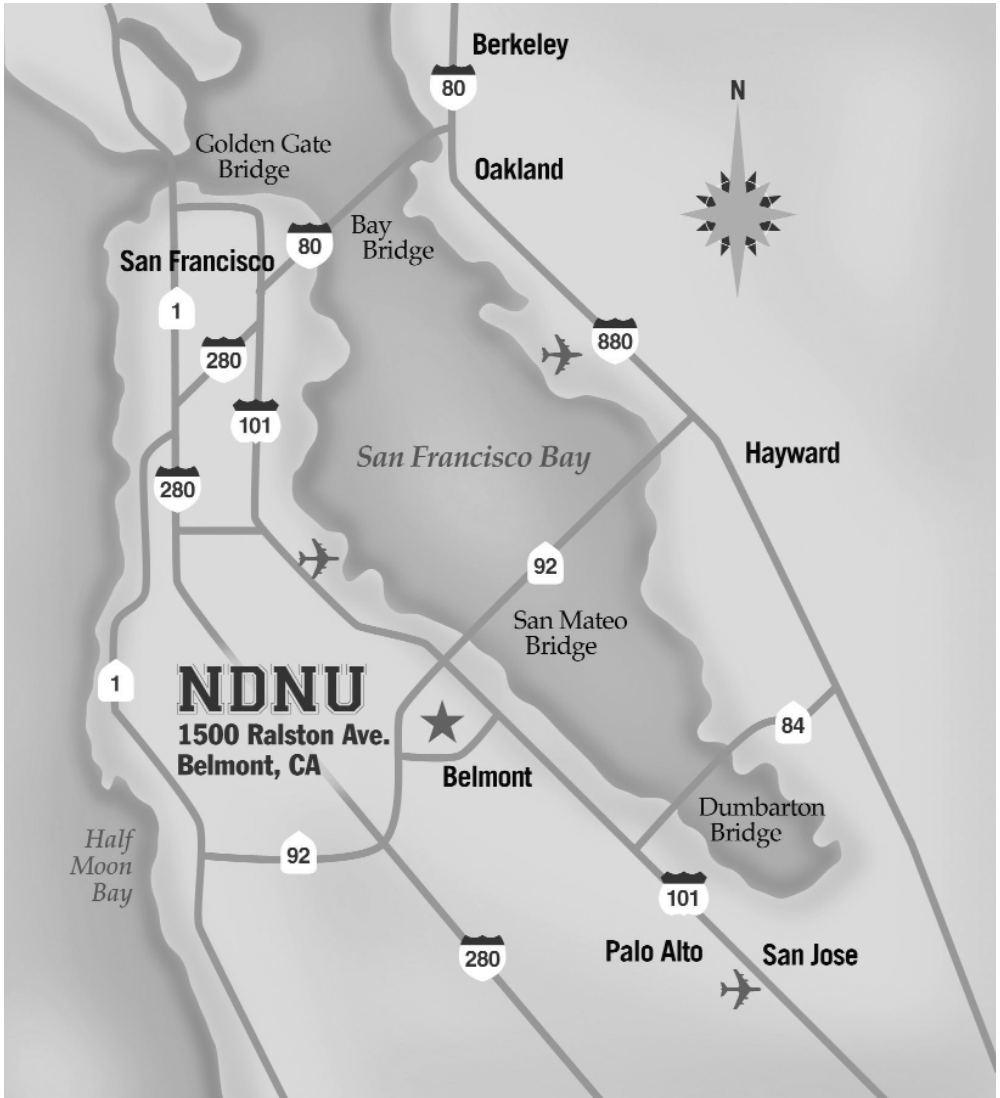 Berkeley
80
N
Golden Gate
Bridge
Oakland
Bay
Bridge
80
San Francisco
1
280
880
101
San Francisco Bay
Hayward
280
92
San Mateo
Bridge
1
NDNU
1500 Ralston Ave.
Belmont, CA
84
Belmont
Dumbarton
Bridge
Half
Moon
Bay
92
101
Palo Alto
San Jose
280